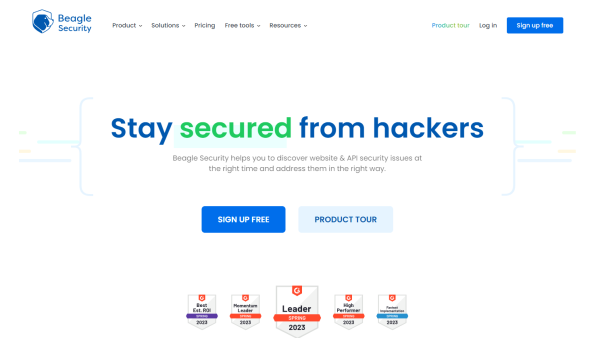 Beagle
Security
Product Solutions Pricing Free tools Resources
Product tour Log in Sign up free
Stay secured from hackers
Beagle Security helps you to discover website & API security issues at
the right time and address them in the right way.
SIGN UP FREE PRODUCT TOUR
Best
Est. ROI
SPRING
2023
Momentum
Leader
SPRING
2023
Leader
SPRING
2023
High
Performer
SPRING
2023
Fastest
Implementation
SPRING
2023